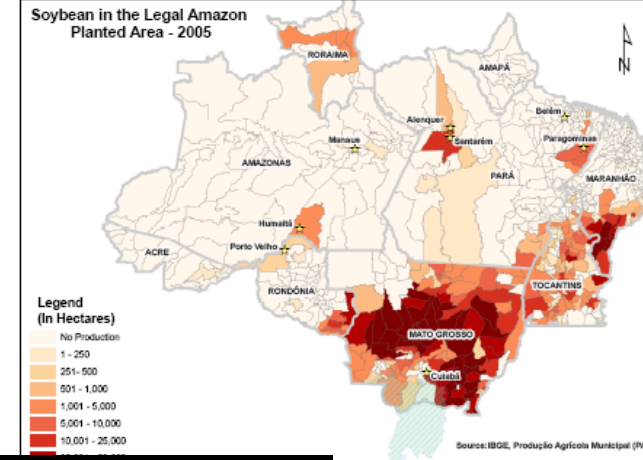 Soybean in the Legal Amazon
Planted Area - 2005
RORAIMA
AMAPÁ
N
Belém
Alenquer
Manaus
Santarém
Paragominas
AMAZONAS
PARÁ
MARANHÃO
Humaitá
Porto Velho
ACRE
TOCANTINS
RONDÔNIA
Legend
(In Hectares)
No Production
MATO GROSSO
1 - 250
251- 500
Cuiabá
501 - 1,000
1,001 - 5,000
5,001 - 10,000
10,001 - 25,000
Source: IBGE, Produção Agrícola Municipal